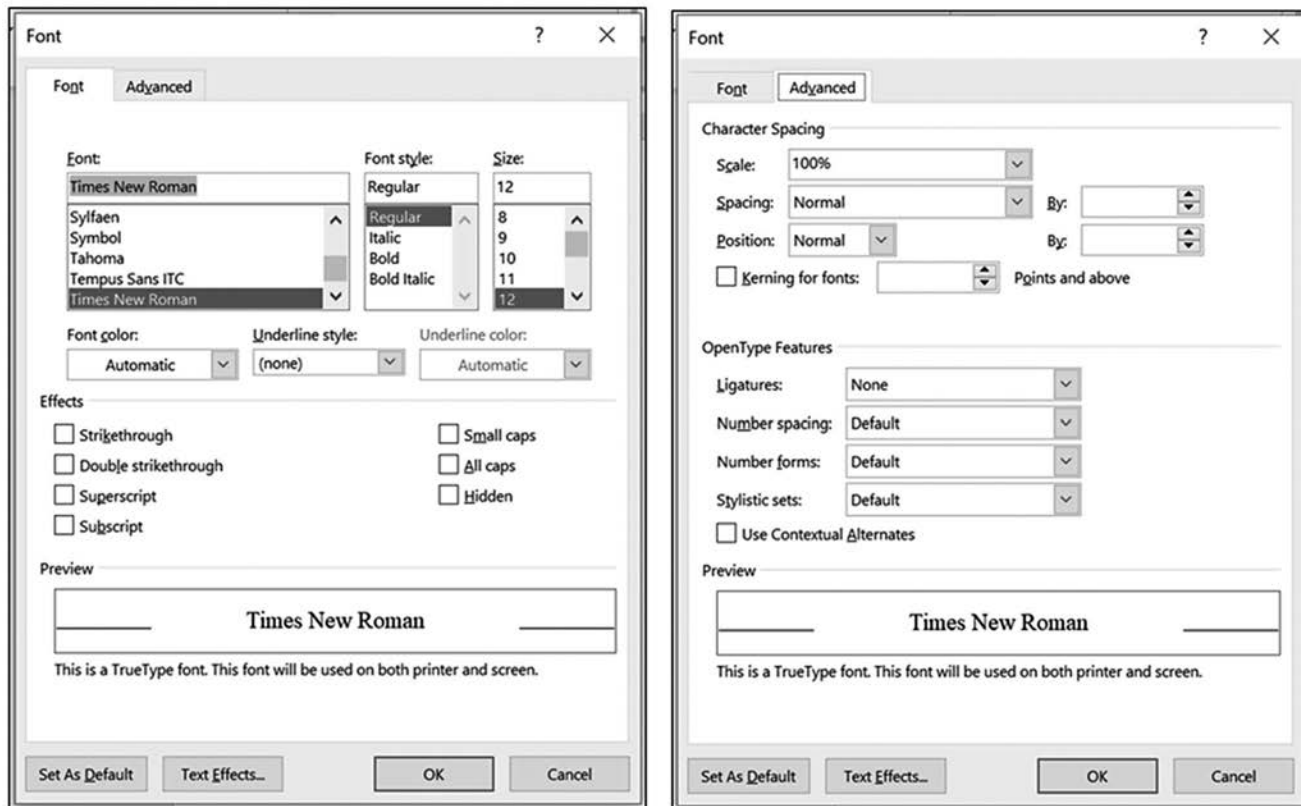 Font ? ×
Font Advanced
Font: Font style: Size:
Times New Roman Regular 12
Sylfaen Regular 8
Symbol Italic 9
Tahoma Bold 10
Tempus Sans ITC Bold Italic 11
Times New Roman 12
Font color: Underline style: Underline color:
Automatic (none) Automatic
Effects
Strikethrough Small caps
Double strikethrough All caps
Superscript Hidden
Subscript
Preview
Times New Roman
This is a TrueType font. This font will be used on both printer and screen.
Set As Default Text Effects... OK Cancel
Font ? ×
Font Advanced
Character Spacing
Scale: 100%
Spacing: Normal By:
Position: Normal By:
Kerning for fonts: Points and above
OpenType Features
Ligatures: None
Number spacing: Default
Number forms: Default
Stylistic sets: Default
Use Contextual Alternates
Preview
Times New Roman
This is a TrueType font. This font will be used on both printer and screen.
Set As Default Text Effects... OK Cancel